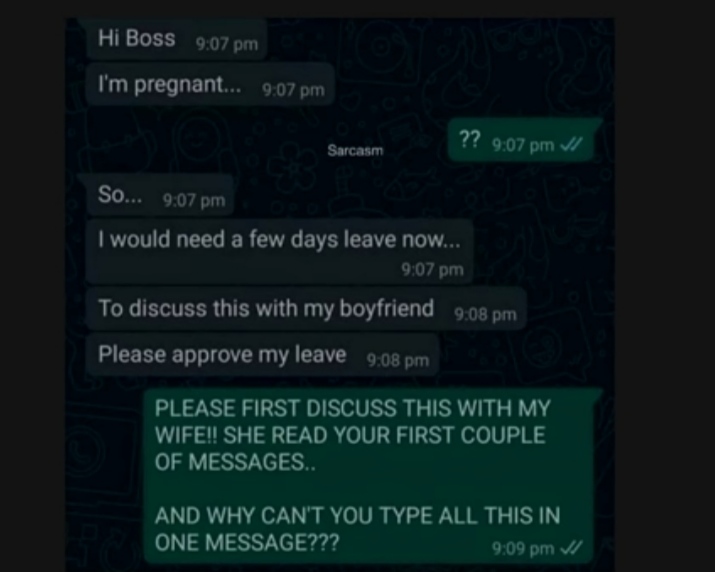 Hi Boss 9:07 pm
I'm pregnant... 9:07 pm
?? 9:07 pm
Sarcasm
So... 9:07 pm
I would need a few days leave now...
9:07 pm
To discuss this with my boyfriend 9:08 pm
Please approve my leave 9:08 pm
PLEASE FIRST DISCUSS THIS WITH MY
WIFE!! SHE READ YOUR FIRST COUPLE
OF MESSAGES..
AND WHY CAN'T YOU TYPE ALL THIS IN
ONE MESSAGE??? 9:09 pm